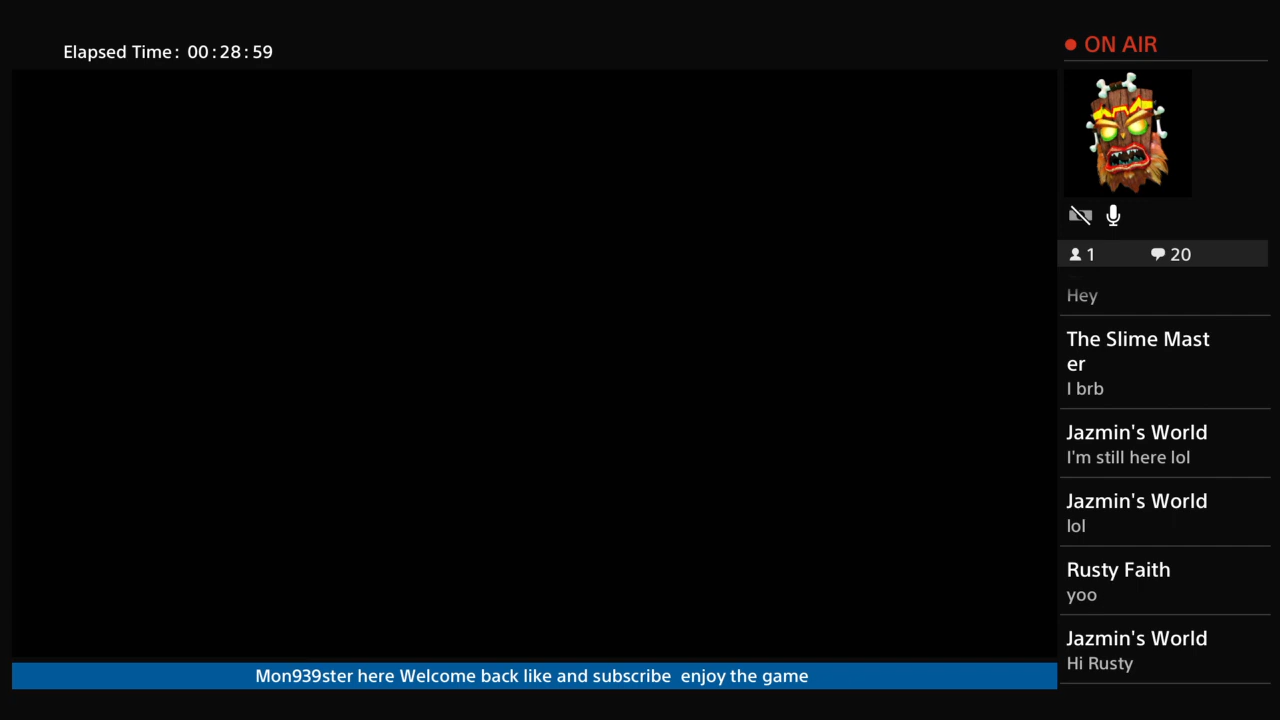 Elapsed Time: 00:28:59
ON AIR
1 20
Hey
The Slime Mast
er
I brb
Jazmin's World
I'm still here lol
Jazmin's World
lol
Rusty Faith
yoo
Jazmin's World
Hi Rusty
Mon939ster here Welcome back like and subscribe  enjoy the game